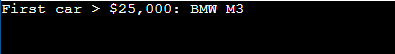 First car > $25,000: BMW M3